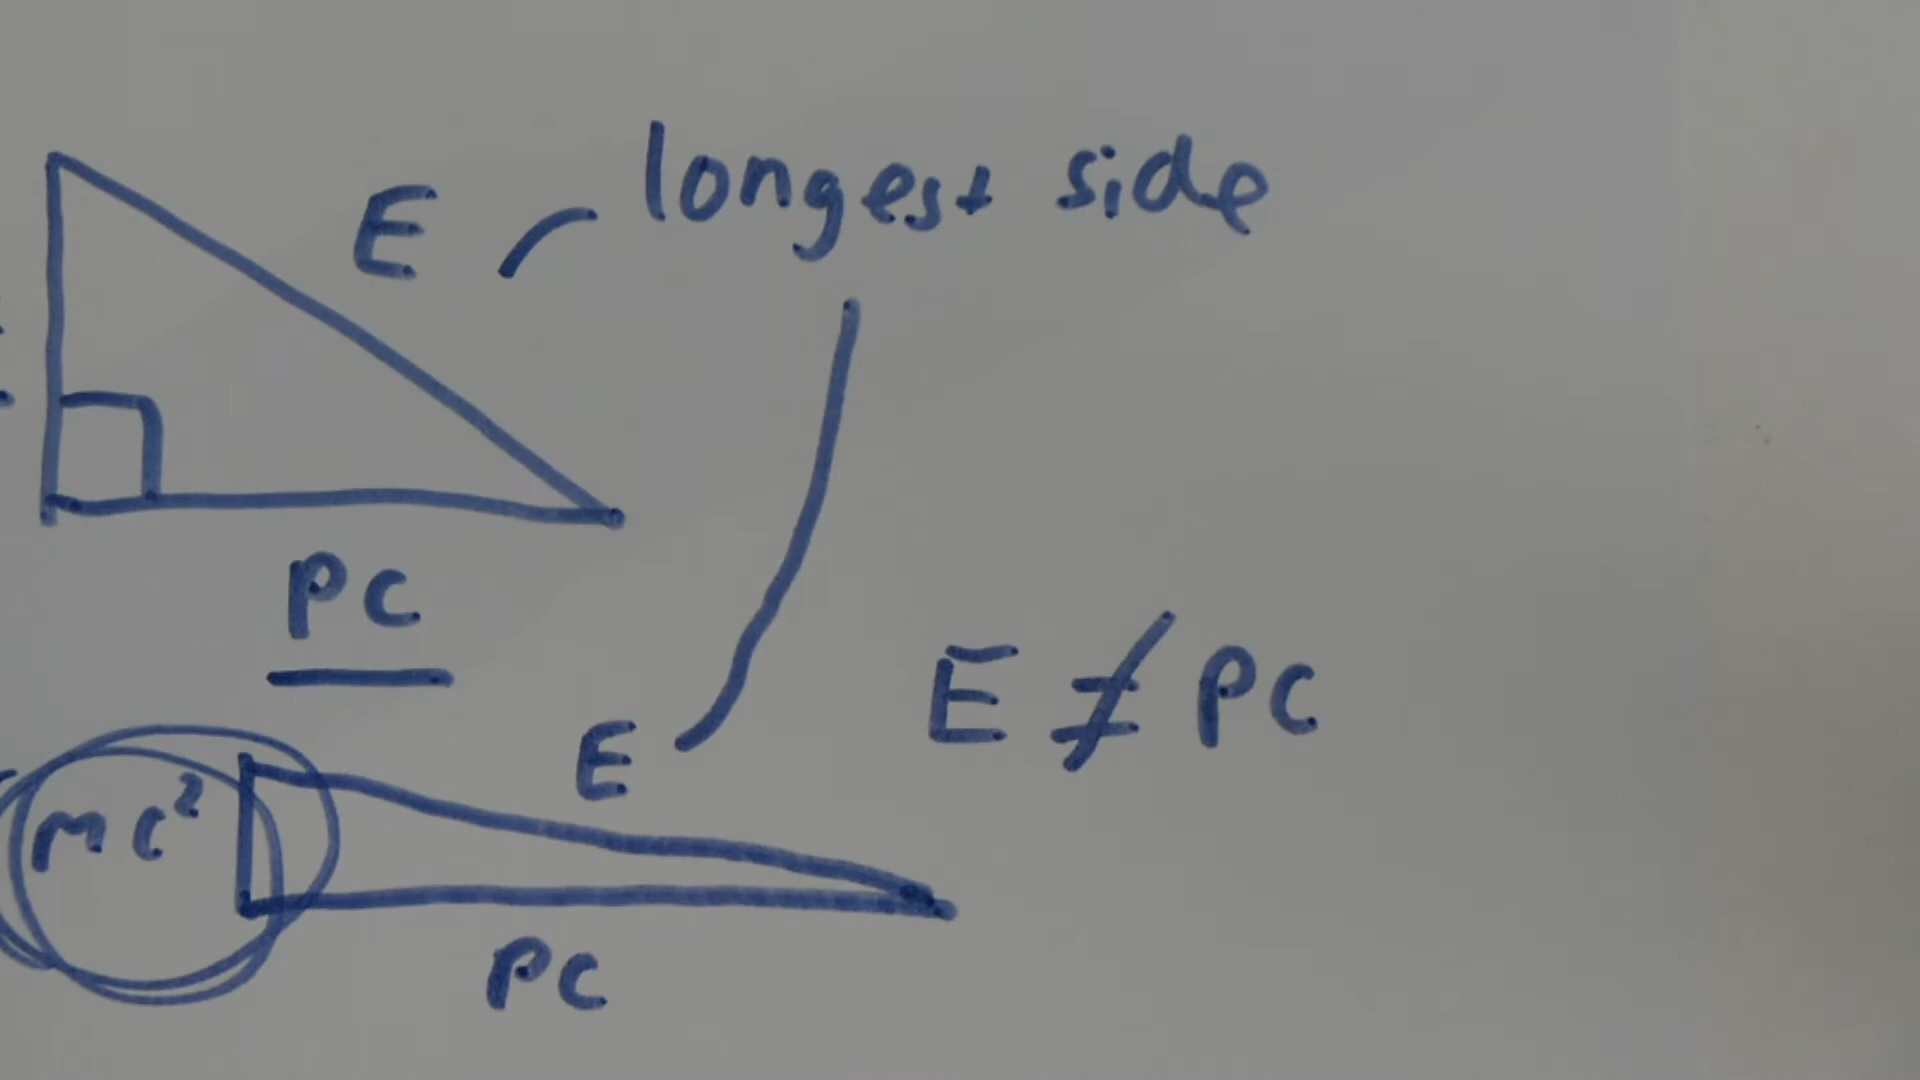 E longest side
PC
E
E ≠ PC
mc²
PC